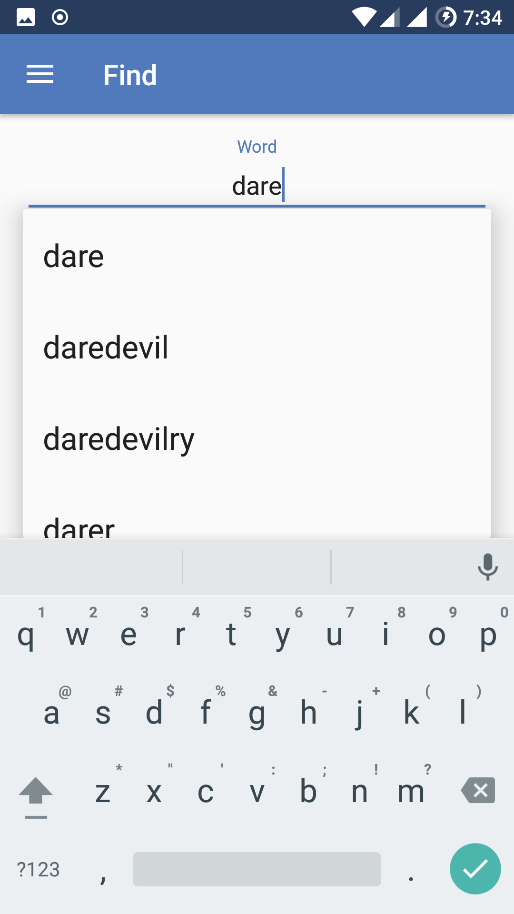 7:34
Find
Word
dare
dare
daredevil
daredevilry
darer
1 2 3 4 5 6 7 8 9 0
q w e r t y u i o p
@ # $ % & - + ( )
a s d f g h j k l
* " ' : ; ! ?
z x c v b n m
?123 , .